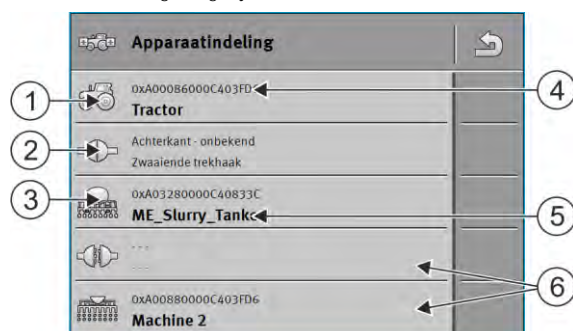 Apparaatindeling
1
0xA00086000C403FD
4
Tractor
2
Achterkant - onbekend
Zwaaiende trekhaak
3
0xA03280000C40833C
ME_Slurry_Tank
5
---
---
6
0xA00880000C403FD6
Machine 2